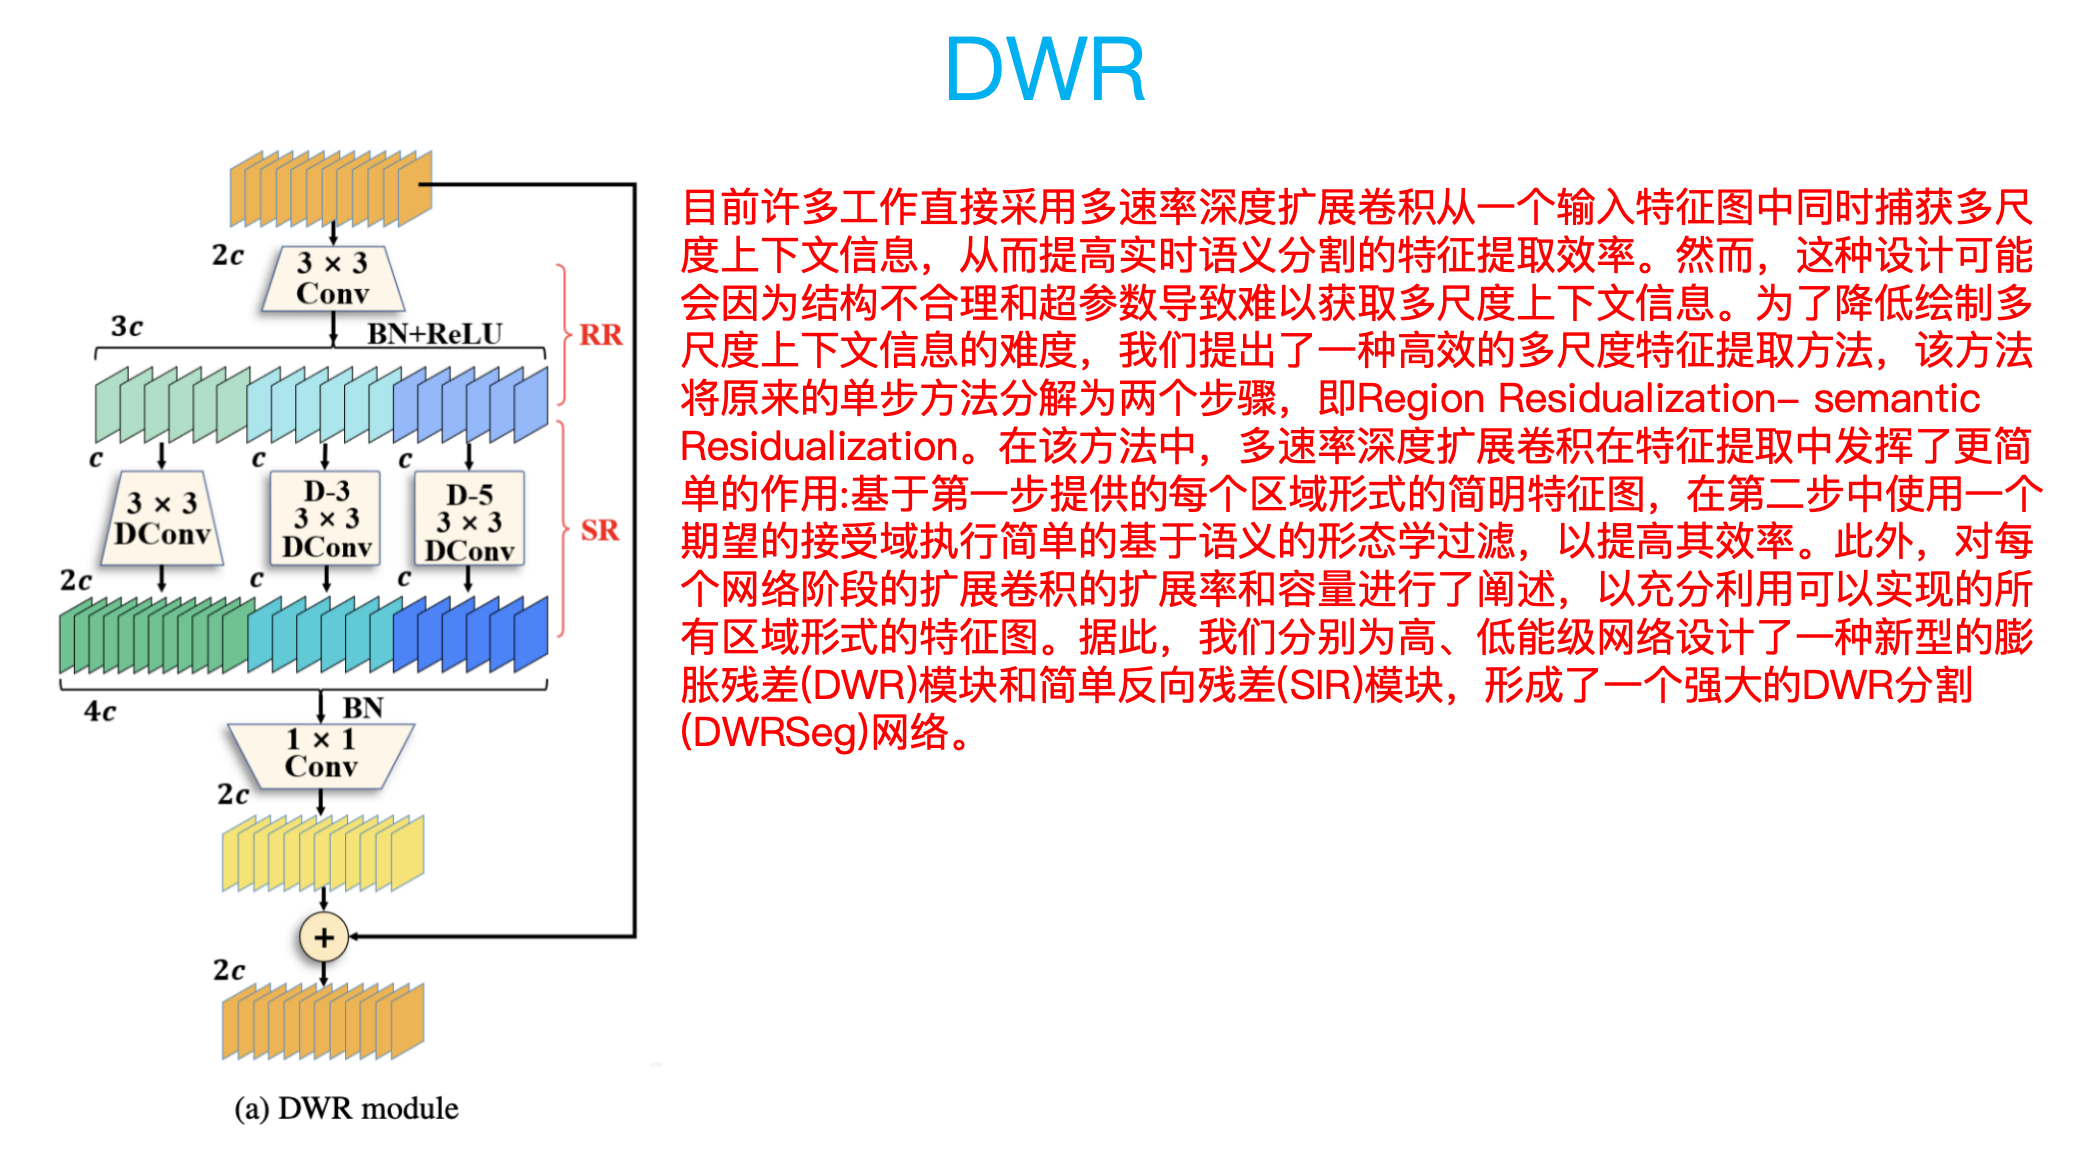 DWR
2c
3 × 3
Conv
3c
BN+ReLU
RR
c
c
c
3 × 3
DConv
D-3
3 × 3
DConv
D-5
3 × 3
DConv
SR
2c
c
c
4c
BN
1 × 1
Conv
2c
+
2c
(a) DWR module
目前许多工作直接采用多速率深度扩展卷积从一个输入特征图中同时捕获多尺
度上下文信息，从而提高实时语义分割的特征提取效率。然而，这种设计可能
会因为结构不合理和超参数导致难以获取多尺度上下文信息。为了降低绘制多
尺度上下文信息的难度，我们提出了一种高效的多尺度特征提取方法，该方法
将原来的单步方法分解为两个步骤，即Region Residualization– semantic
Residualization。在该方法中，多速率深度扩展卷积在特征提取中发挥了更简
单的作用:基于第一步提供的每个区域形式的简明特征图，在第二步中使用一个
期望的接受域执行简单的基于语义的形态学过滤，以提高其效率。此外，对每
个网络阶段的扩展卷积的扩展率和容量进行了阐述，以充分利用可以实现的所
有区域形式的特征图。据此，我们分别为高、低能级网络设计了一种新型的膨
胀残差(DWR)模块和简单反向残差(SIR)模块，形成了一个强大的DWR分割
(DWRSeg)网络。